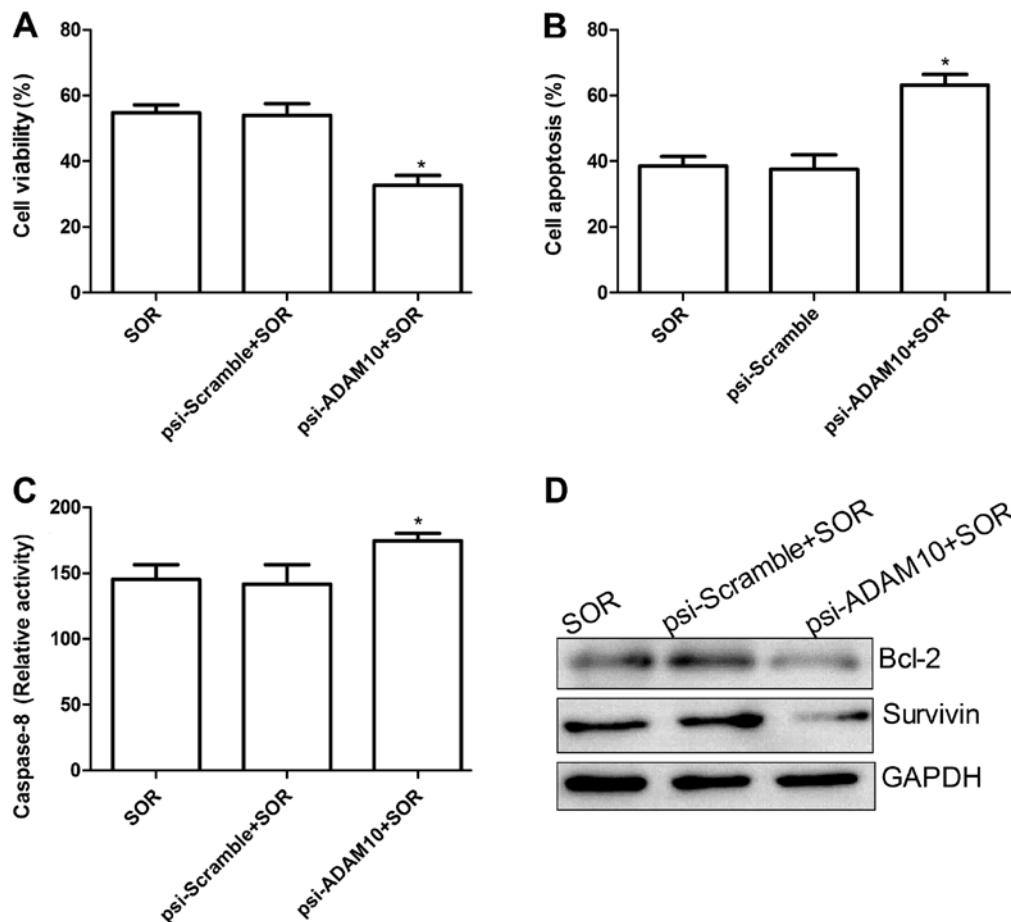 A
Cell viability (%)
80
60
40
20
0
*
SOR
psi-Scramble+SOR
psi-ADAM10+SOR
B
Cell apoptosis (%)
80
60
40
20
0
*
SOR
psi-Scramble
psi-ADAM10+SOR
C
Caspase-8 (Relative activity)
200
150
100
50
0
*
SOR
psi-Scramble+SOR
psi-ADAM10+SOR
D
SOR
psi-Scramble+SOR
psi-ADAM10+SOR
Bcl-2
Survivin
GAPDH